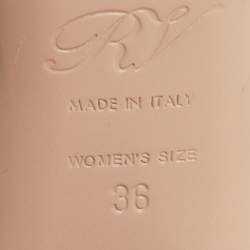 RV
MADE IN ITALY
WOMEN'S SIZE
36